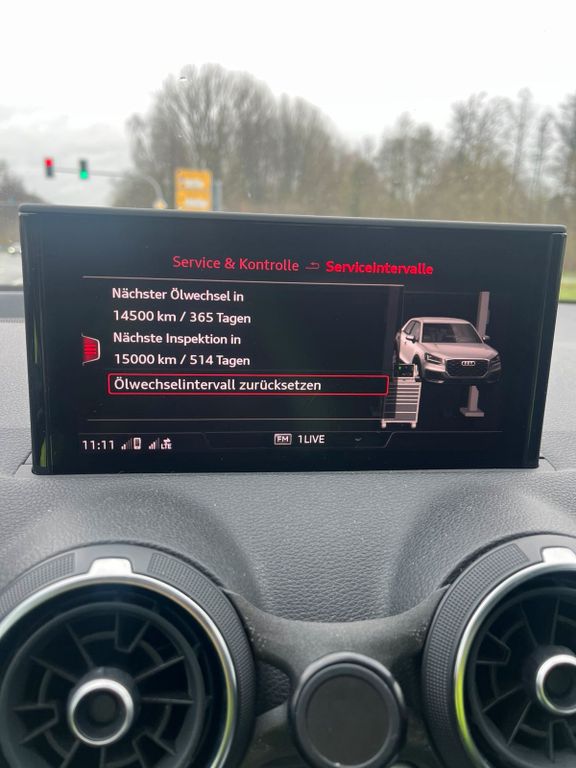 Service & Kontrolle Serviceintervalle
Nächster Ölwechsel in
14500 km / 365 Tagen
Nächste Inspektion in
15000 km / 514 Tagen
Ölwechselintervall zurücksetzen
11:11 LTE FM 1LIVE